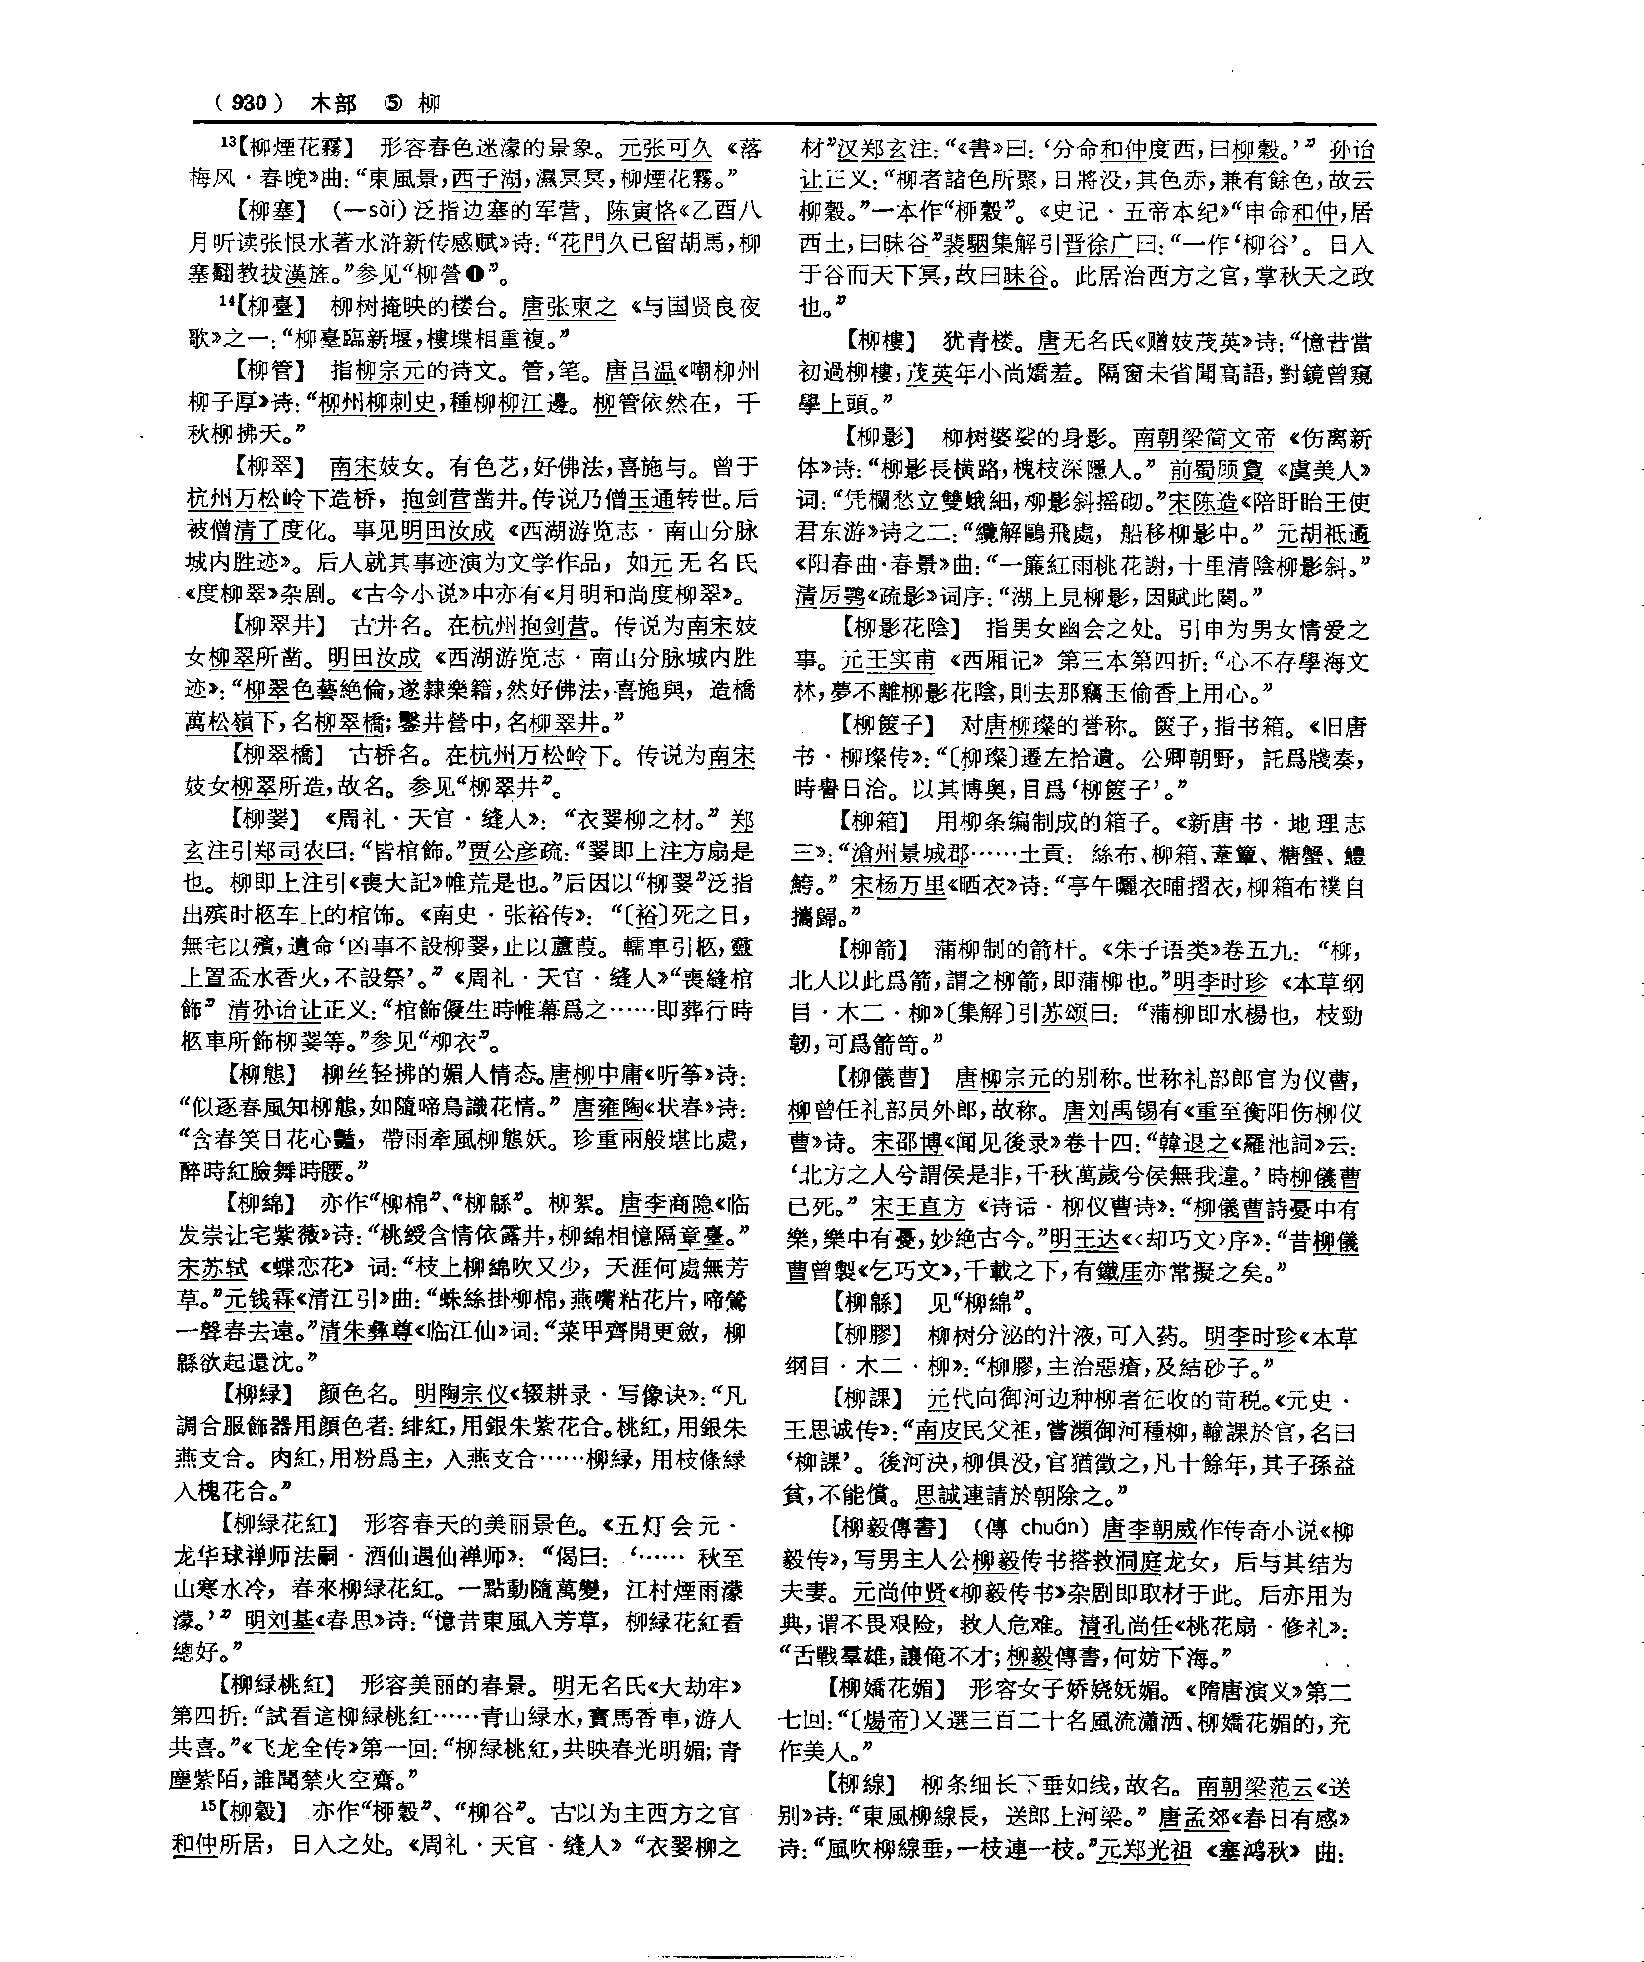 (930) 木部 ⑤ 柳
¹³【柳煙花霧】 形容春色迷濛的景象。元张可久《落
梅风·春晚》曲:“東風景,西子湖,濕冥冥,柳煙花霧。”
【柳塞】 (—sài)泛指边塞的军营。陈寅恪《乙酉八
月听读张恨水著水浒新传感赋》诗:“花門久已留胡馬,柳
塞翻教拔漢旌。”参见“柳營❶”。
¹⁴【柳臺】 柳树掩映的楼台。唐张柬之《与国贤良夜
歌》之一:“柳臺臨新堰,樓堞相重複。”
【柳管】 指柳宗元的诗文。管,笔。唐吕温《嘲柳州
柳子厚》诗:“柳州柳刺史,種柳柳江邊。柳管依然在,千
秋柳拂天。”
【柳翠】 南宋妓女。有色艺,好佛法,喜施与。曾于
杭州万松岭下造桥,抱剑营凿井。传说乃僧玉通转世。后
被僧清了度化。事见明田汝成《西湖游览志·南山分脉
城内胜迹》。后人就其事迹演为文学作品,如元无名氏
《度柳翠》杂剧。《古今小说》中亦有《月明和尚度柳翠》。
【柳翠井】 古井名。在杭州抱剑营。传说为南宋妓
女柳翠所凿。明田汝成《西湖游览志·南山分脉城内胜
迹》:“柳翠色藝絶倫,遂隸樂籍,然好佛法,喜施與,造橋
萬松嶺下,名柳翠橋;鑿井營中,名柳翠井。”
【柳翠橋】 古桥名。在杭州万松岭下。传说为南宋
妓女柳翠所造,故名。参见“柳翠井”。
【柳翣】 《周礼·天官·缝人》:“衣翣柳之材。”郑
玄注引郑司农曰:“皆棺飾。”贾公彦疏:“翣即上注方扇是
也。柳即上注引《喪大記》帷荒是也。”后因以“柳翣”泛指
出殡时柩车上的棺饰。《南史·张裕传》:“〔裕〕死之日,
無宅以殯,遺命‘凶事不設柳翣,止以蘆葭。轜車引柩,靈
上置盃水香火,不設祭’。”《周礼·天官·缝人》“喪縫棺
飾”清孙诒让正义:“棺飾儗生時帷幕爲之……即葬行時
柩車所飾柳翣等。”参见“柳衣”。
【柳態】 柳丝轻拂的媚人情态。唐柳中庸《听筝》诗:
“似逐春風知柳態,如隨啼鳥識花情。”唐雍陶《状春》诗:
“含春笑日花心豔,帶雨牽風柳態妖。珍重兩般堪比處,
醉時紅臉舞時腰。”
【柳綿】 亦作“柳棉”、“柳緜”。柳絮。唐李商隐《临
发崇让宅紫薇》诗:“桃綬含情依露井,柳綿相憶隔章臺。”
宋苏轼《蝶恋花》词:“枝上柳綿吹又少,天涯何處無芳
草。”元钱霖《清江引》曲:“蛛絲掛柳棉,燕嘴粘花片,啼鶯
一聲春去遠。”清朱彝尊《临江仙》词:“菜甲齊開更斂,柳
緜欲起還沈。”
【柳緑】 颜色名。明陶宗仪《辍耕录·写像诀》:“凡
調合服飾器用顔色者:緋紅,用銀朱紫花合。桃紅,用銀朱
燕支合。肉紅,用粉爲主,入燕支合……柳緑,用枝條緑
入槐花合。”
【柳緑花紅】 形容春天的美丽景色。《五灯会元·
龙华球禅师法嗣·酒仙遇仙禅师》:“偈曰:‘……秋至
山寒水冷,春來柳緑花紅。一點動隨萬變,江村煙雨濛
濛。’”明刘基《春思》诗:“憶昔東風入芳草,柳緑花紅看
總好。”
【柳緑桃紅】 形容美丽的春景。明无名氏《大劫牢》
第四折:“試看這柳緑桃紅……青山緑水,寶馬香車,游人
共喜。”《飞龙全传》第一回:“柳緑桃紅,共映春光明媚;青
塵紫陌,誰聞禁火空齋。”
¹⁵【柳穀】 亦作“桺穀”、“柳谷”。古以为主西方之官
和仲所居,日入之处。《周礼·天官·缝人》“衣翣柳之
材”汉郑玄注:“《書》曰:‘分命和仲度西,曰柳穀。’”孙诒
让正义:“柳者諸色所聚,日將没,其色赤,兼有餘色,故云
柳穀。”一本作“桺穀”。《史记·五帝本纪》“申命和仲,居
西土,曰昧谷”裴駰集解引晋徐广曰:“一作‘柳谷’。日入
于谷而天下冥,故曰昧谷。此居治西方之官,掌秋天之政
也。”
【柳樓】 犹青楼。唐无名氏《赠妓茂英》诗:“憶昔當
初過柳樓,茂英年小尚嬌羞。隔窗未省聞高語,對鏡曾窺
學上頭。”
【柳影】 柳树婆娑的身影。南朝梁简文帝《伤离新
体》诗:“柳影長横路,槐枝深隱人。”前蜀顾敻《虞美人》
词:“凭欄愁立雙蛾細,柳影斜摇砌。”宋陈造《陪盱眙王使
君东游》诗之二:“纜解鷗飛處,船移柳影中。”元胡祗遹
《阳春曲·春景》曲:“一簾紅雨桃花謝,十里清陰柳影斜。”
清厉鹗《疏影》词序:“湖上見柳影,因賦此闋。”
【柳影花陰】 指男女幽会之处。引申为男女情爱之
事。元王实甫《西厢记》第三本第四折:“心不存學海文
林,夢不離柳影花陰,則去那竊玉偷香上用心。”
【柳篋子】 对唐柳璨的誉称。篋子,指书箱。《旧唐
书·柳璨传》:“〔柳璨〕遷左拾遺。公卿朝野,託爲牋奏,
時譽日洽。以其博奥,目爲‘柳篋子’。”
【柳箱】 用柳条编制成的箱子。《新唐书·地理志
三》:“滄州景城郡……土貢:絲布、柳箱、葦簟、糖蟹、鱧
鮬。”宋杨万里《晒衣》诗:“亭午曬衣晡摺衣,柳箱布襆自
攜歸。”
【柳箭】 蒲柳制的箭杆。《朱子语类》卷五九:“柳,
北人以此爲箭,謂之柳箭,即蒲柳也。”明李时珍《本草纲
目·木二·柳》〔集解〕引苏颂曰:“蒲柳即水楊也,枝勁
韌,可爲箭笴。”
【柳儀曹】 唐柳宗元的别称。世称礼部郎官为仪曹,
柳曾任礼部员外郎,故称。唐刘禹锡有《重至衡阳伤柳仪
曹》诗。宋邵博《闻见後录》卷十四:“韓退之《羅池詞》云:
‘北方之人兮謂侯是非,千秋萬歲兮侯無我違。’時柳儀曹
已死。”宋王直方《诗话·柳仪曹诗》:“柳儀曹詩憂中有
樂,樂中有憂,妙絶古今。”明王达《〈却巧文〉序》:“昔柳儀
曹曾製《乞巧文》,千載之下,有鐵厓亦常擬之矣。”
【柳緜】 见“柳綿”。
【柳膠】 柳树分泌的汁液,可入药。明李时珍《本草
纲目·木二·柳》:“柳膠,主治惡瘡,及結砂子。”
【柳課】 元代向御河边种柳者征收的苛税。《元史·
王思诚传》:“南皮民父祖,嘗瀕御河種柳,輸課於官,名曰
‘柳課’。後河決,柳俱没,官猶徵之,凡十餘年,其子孫益
貧,不能償。思誠連請於朝除之。”
【柳毅傳書】 (傳 chuán)唐李朝威作传奇小说《柳
毅传》,写男主人公柳毅传书搭救洞庭龙女,后与其结为
夫妻。元尚仲贤《柳毅传书》杂剧即取材于此。后亦用为
典,谓不畏艰险,救人危难。清孔尚任《桃花扇·修礼》:
“舌戰羣雄,讓俺不才;柳毅傳書,何妨下海。”
【柳嬌花媚】 形容女子娇娆妩媚。《隋唐演义》第二
七回:“〔煬帝〕又選三百二十名風流瀟洒、柳嬌花媚的,充
作美人。”
【柳線】 柳条细长下垂如线,故名。南朝梁范云《送
别》诗:“東風柳線長,送郎上河梁。”唐孟郊《春日有感》
诗:“風吹柳線垂,一枝連一枝。”元郑光祖《塞鸿秋》曲: